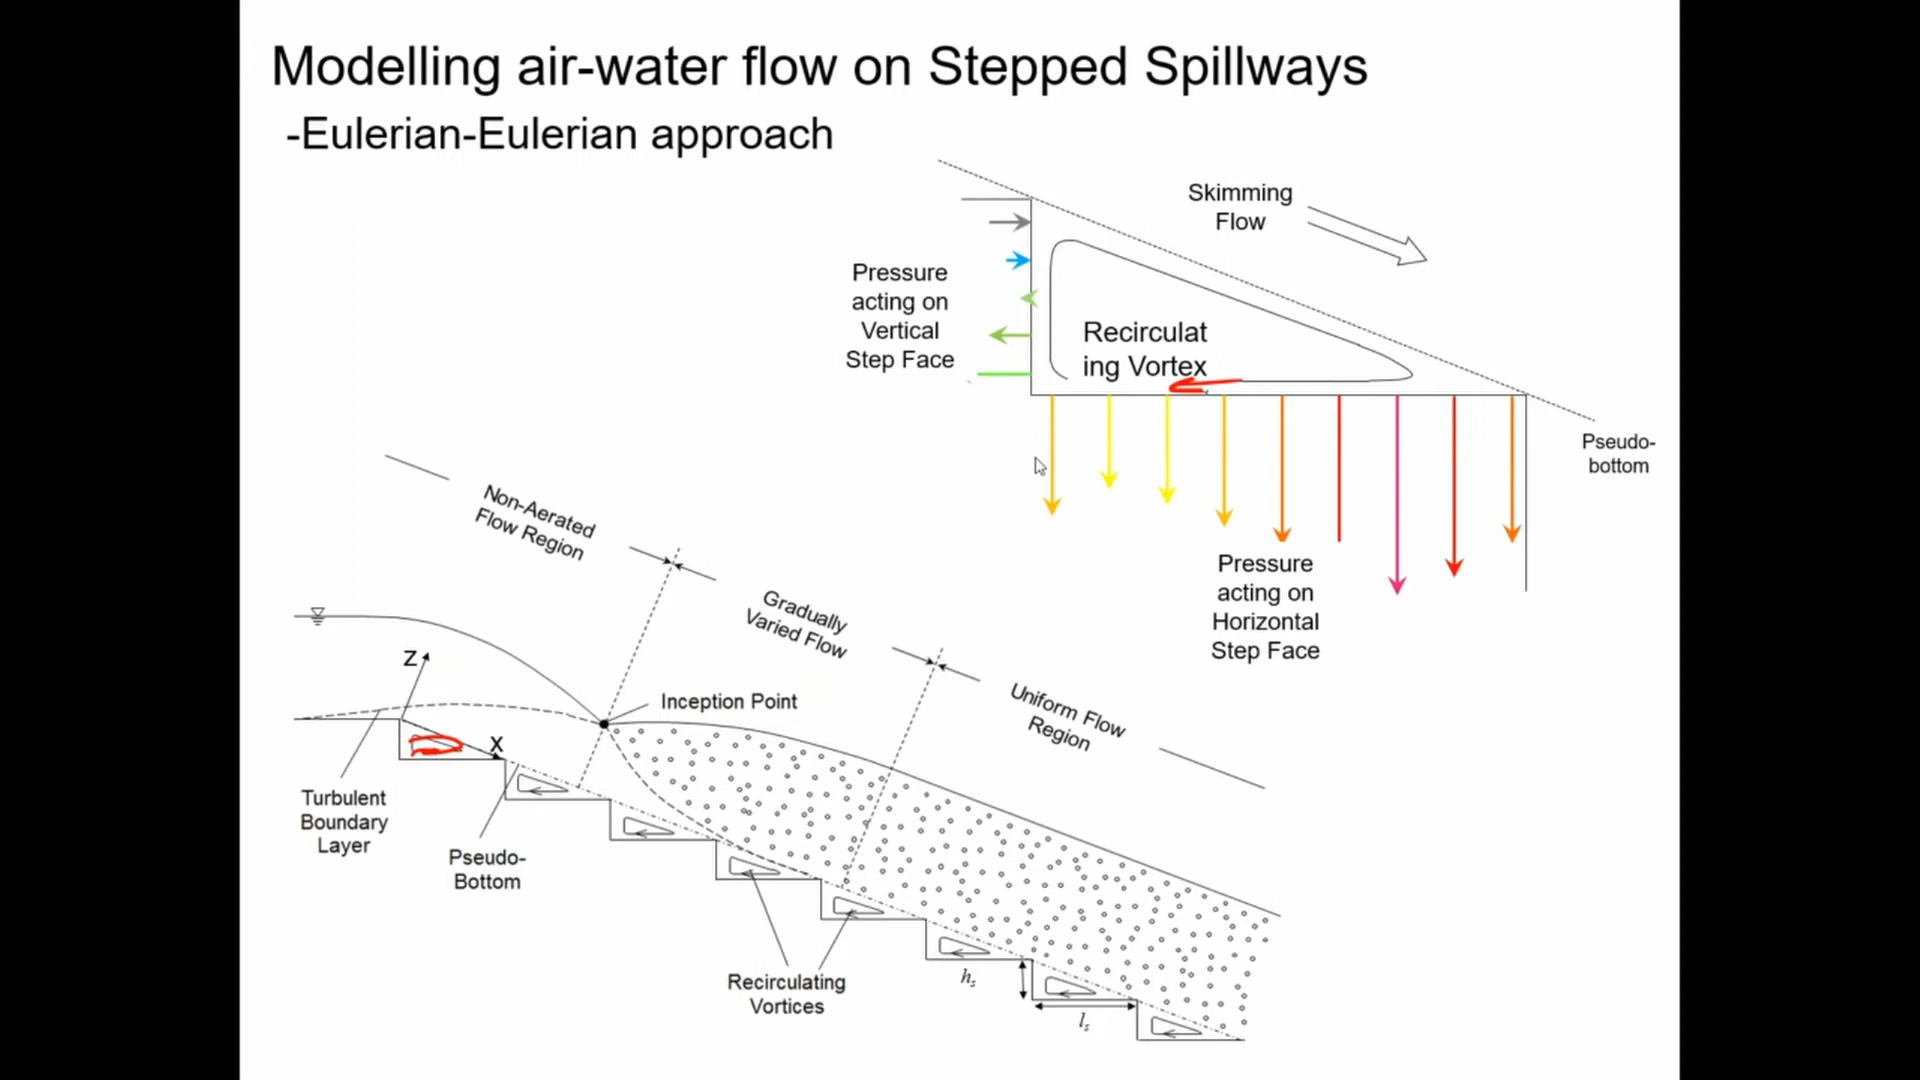 Modelling air-water flow on Stepped Spillways
-Eulerian-Eulerian approach
Skimming
Flow
Pressure
acting on
Vertical
Step Face
Recirculat
ing Vortex
Pseudo-
bottom
Pressure
acting on
Horizontal
Step Face
Non-Aerated
Flow Region
Gradually
Varied Flow
Uniform Flow
Region
z
Inception Point
x
Turbulent
Boundary
Layer
Pseudo-
Bottom
Recirculating
Vortices
hs
ls